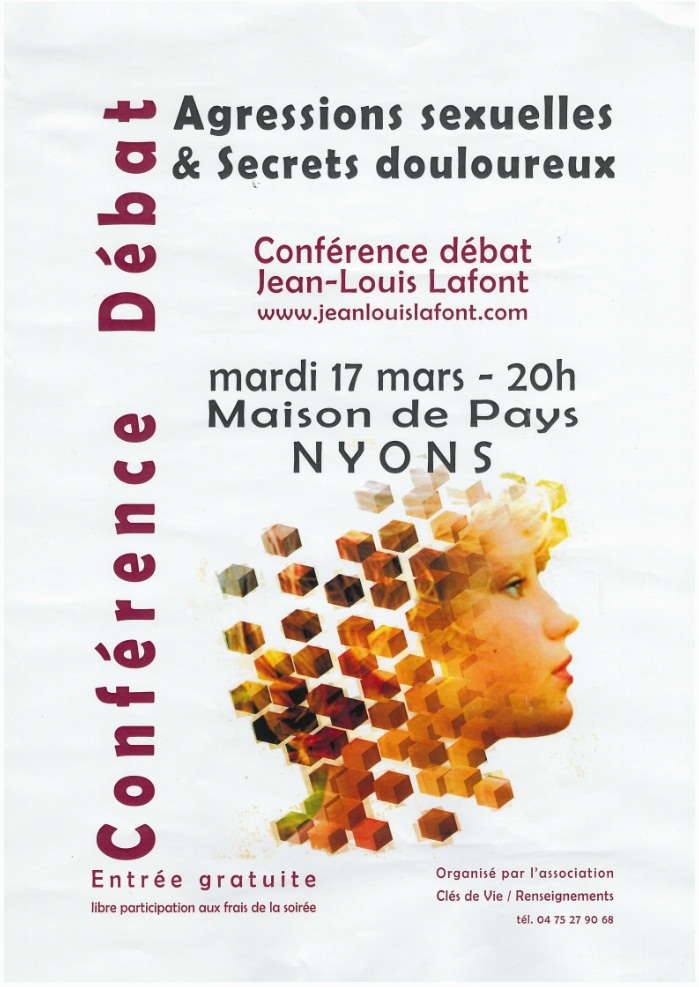 Conférence Débat
Agressions sexuelles
& Secrets douloureux
Conférence débat
Jean-Louis Lafont
www.jeanlouislafont.com
mardi 17 mars - 20h
Maison de Pays
NYONS
Entrée gratuite
libre participation aux frais de la soirée
Organisé par l'association
Clés de Vie / Renseignements
tél. 04 75 27 90 68